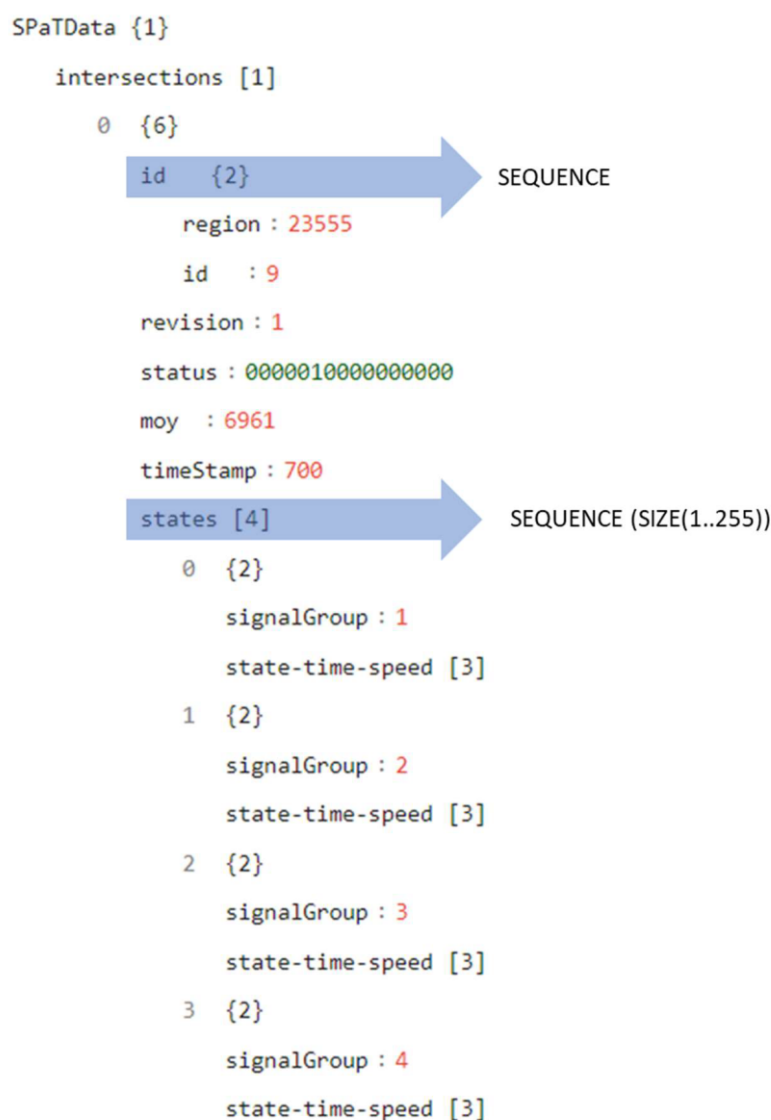 SPaTData {1}
intersections [1]
0 {6}
id {2} SEQUENCE
region : 23555
id : 9
revision : 1
status : 0000010000000000
moy : 6961
timeStamp : 700
states [4] SEQUENCE (SIZE(1..255))
0 {2}
signalGroup : 1
state-time-speed [3]
1 {2}
signalGroup : 2
state-time-speed [3]
2 {2}
signalGroup : 3
state-time-speed [3]
3 {2}
signalGroup : 4
state-time-speed [3]